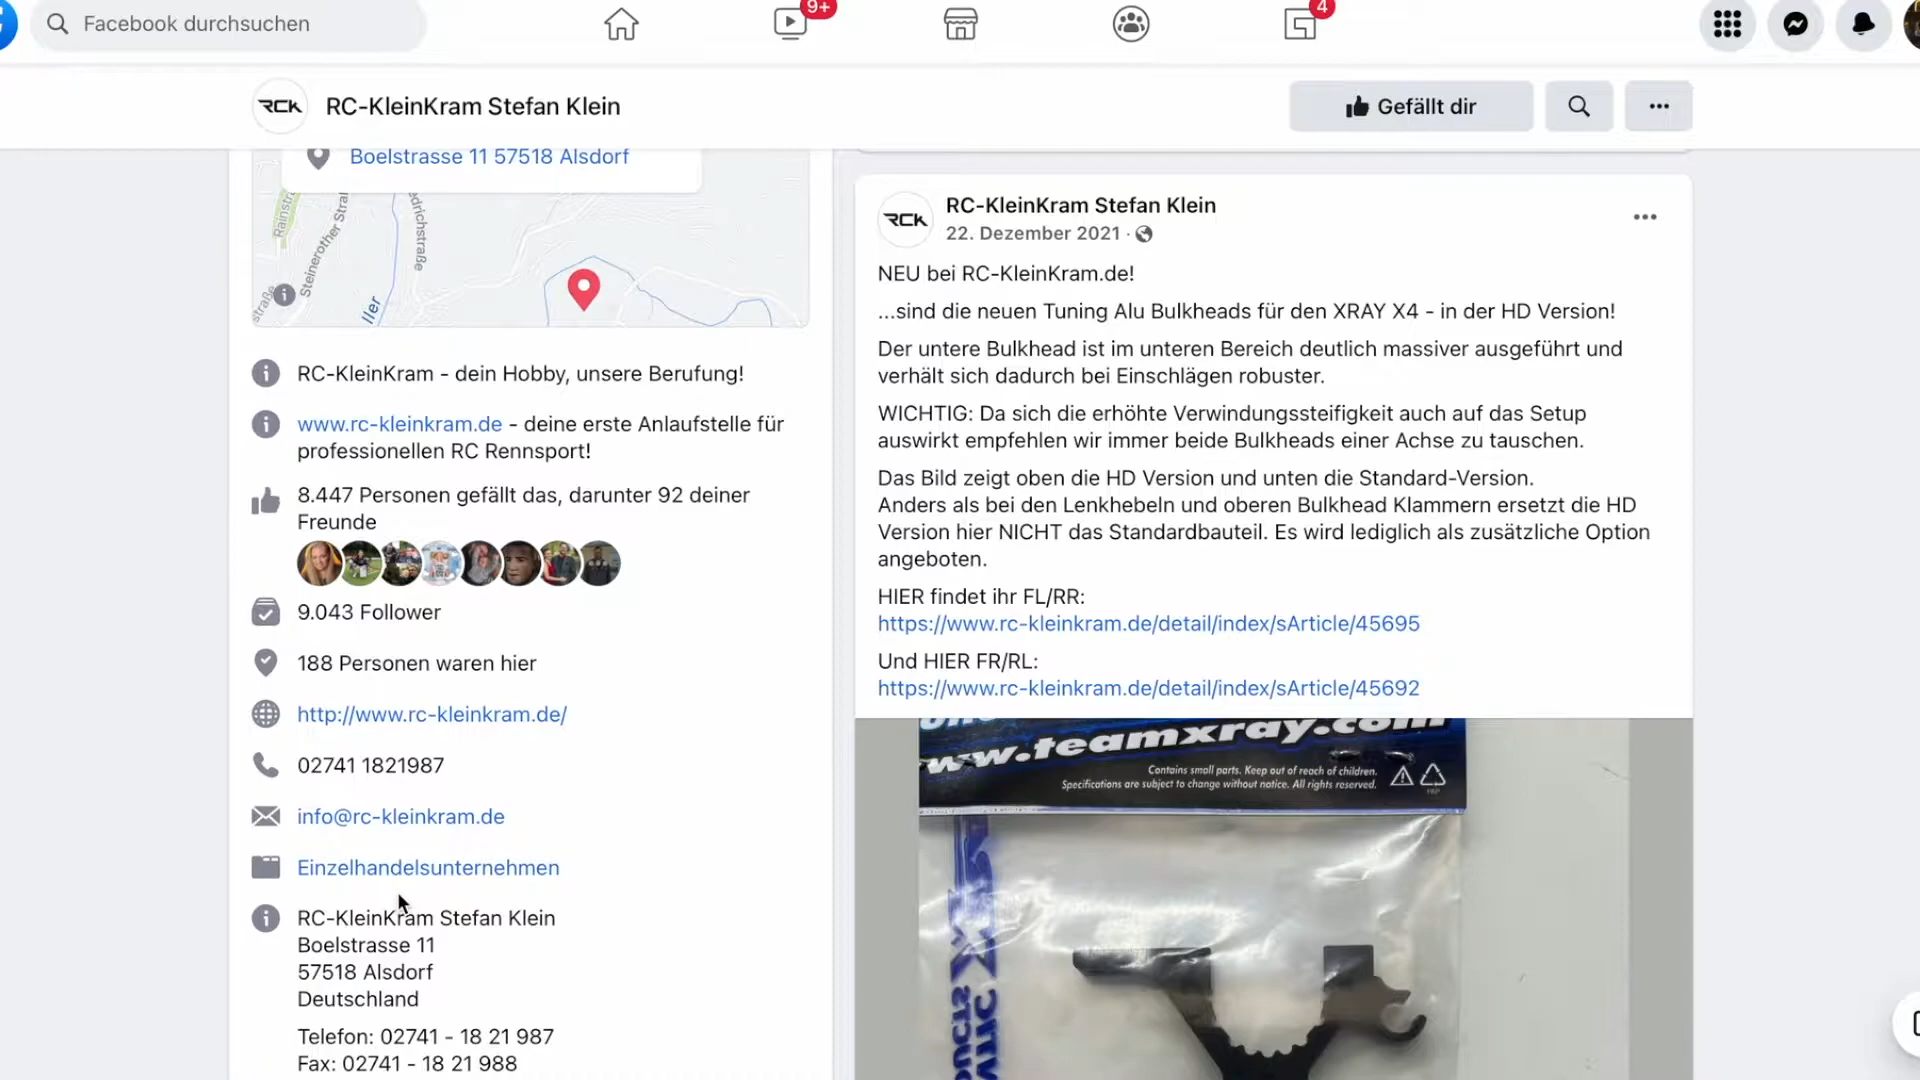 Facebook durchsuchen
9+
4
RCK
RC-KleinKram Stefan Klein
Gefällt dir
Boelstrasse 11 57518 Alsdorf
Steinerother Stra
edrichstraße
straße
ller
RC-KleinKram - dein Hobby, unsere Berufung!
www.rc-kleinkram.de - deine erste Anlaufstelle für
professionellen RC Rennsport!
8.447 Personen gefällt das, darunter 92 deiner
Freunde
9.043 Follower
188 Personen waren hier
http://www.rc-kleinkram.de/
02741 1821987
info@rc-kleinkram.de
Einzelhandelsunternehmen
RC-KleinKram Stefan Klein
Boelstrasse 11
57518 Alsdorf
Deutschland
Telefon: 02741 - 18 21 987
Fax: 02741 - 18 21 988
RCK
RC-KleinKram Stefan Klein
22. Dezember 2021 ·
NEU bei RC-KleinKram.de!
...sind die neuen Tuning Alu Bulkheads für den XRAY X4 - in der HD Version!
Der untere Bulkhead ist im unteren Bereich deutlich massiver ausgeführt und
verhält sich dadurch bei Einschlägen robuster.
WICHTIG: Da sich die erhöhte Verwindungssteifigkeit auch auf das Setup
auswirkt empfehlen wir immer beide Bulkheads einer Achse zu tauschen.
Das Bild zeigt oben die HD Version und unten die Standard-Version.
Anders als bei den Lenkhebeln und oberen Bulkhead Klammern ersetzt die HD
Version hier NICHT das Standardbauteil. Es wird lediglich als zusätzliche Option
angeboten.
HIER findet ihr FL/RR:
https://www.rc-kleinkram.de/detail/index/sArticle/45695
Und HIER FR/RL:
https://www.rc-kleinkram.de/detail/index/sArticle/45692
www.teamxray.com
Contains small parts. Keep out of reach of children.
Specifications are subject to change without notice. All rights reserved.